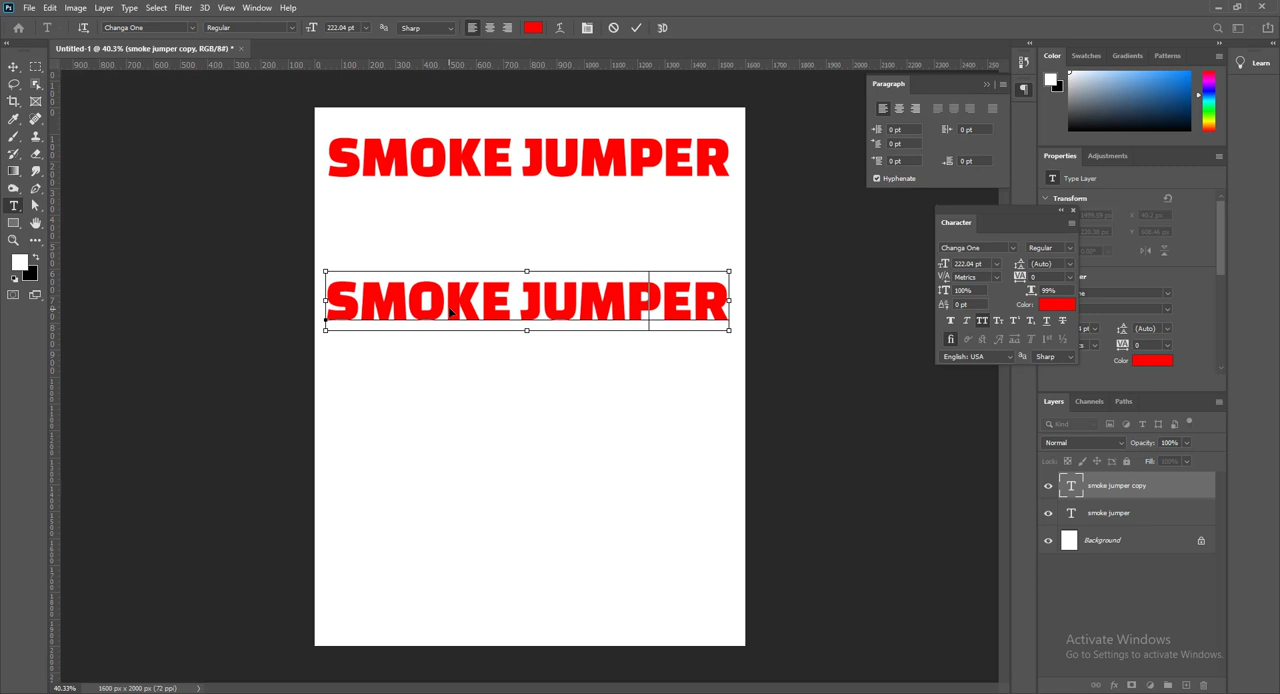 Ps File Edit Image Layer Type Select Filter 3D View Window Help
T Changa One Regular 222.04 pt Sharp 3D
Untitled-1 @ 40.3% (smoke jumper copy, RGB/8#) * ×
Color Swatches Gradients Patterns Learn
Paragraph
0 pt 0 pt
0 pt
0 pt 0 pt
Hyphenate
SMOKE JUMPER
Properties Adjustments
T Type Layer
Transform
Character
Changa One Regular
222.04 pt (Auto)
Metrics 0
100% 99%
0 pt Color:
English: USA Sharp
(Auto)
0
Color
SMOKE JUMPER
Layers Channels Paths
Kind
Normal Opacity: 100%
Lock: Fill: 100%
T smoke jumper copy
T smoke jumper
Background
Activate Windows
Go to Settings to activate Windows.
40.33% 1600 px x 2000 px (72 ppi)